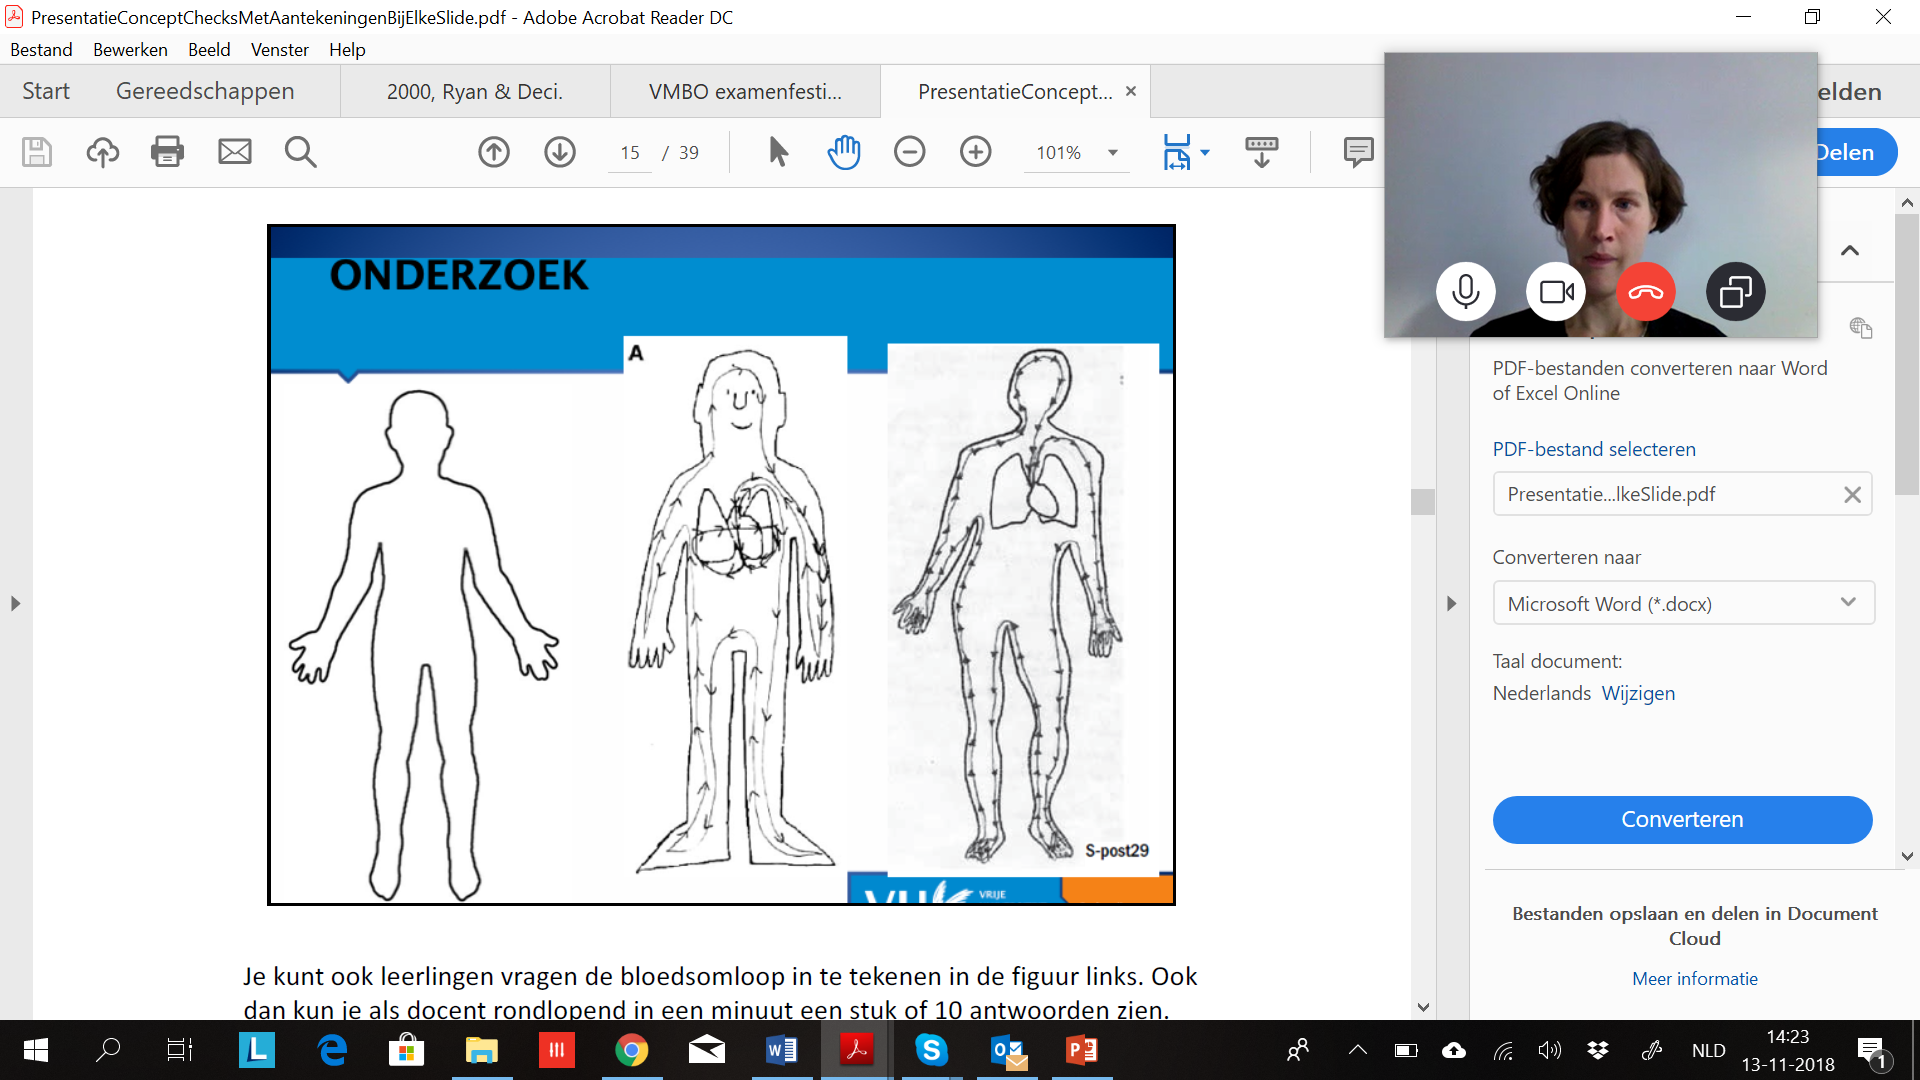 PresentatieConceptChecksMetAantekeningenBijElkeSlide.pdf - Adobe Acrobat Reader DC
Bestand Bewerken Beeld Venster Help
Start Gereedschappen 2000, Ryan & Deci. VMBO examenfesti... PresentatieConcept... elden
15 / 39 101% Delen
ONDERZOEK
A
S-post29
VU VRIJE
Je kunt ook leerlingen vragen de bloedsomloop in te tekenen in de figuur links. Ook
dan kun je als docent rondlopend in een minuut een stuk of 10 antwoorden zien.
PDF-bestanden converteren naar Word
of Excel Online
PDF-bestand selecteren
Presentatie...lkeSlide.pdf
Converteren naar
Microsoft Word (*.docx)
Taal document:
Nederlands Wijzigen
Converteren
Bestanden opslaan en delen in Document
Cloud
Meer informatie
NLD
14:23
13-11-2018
1